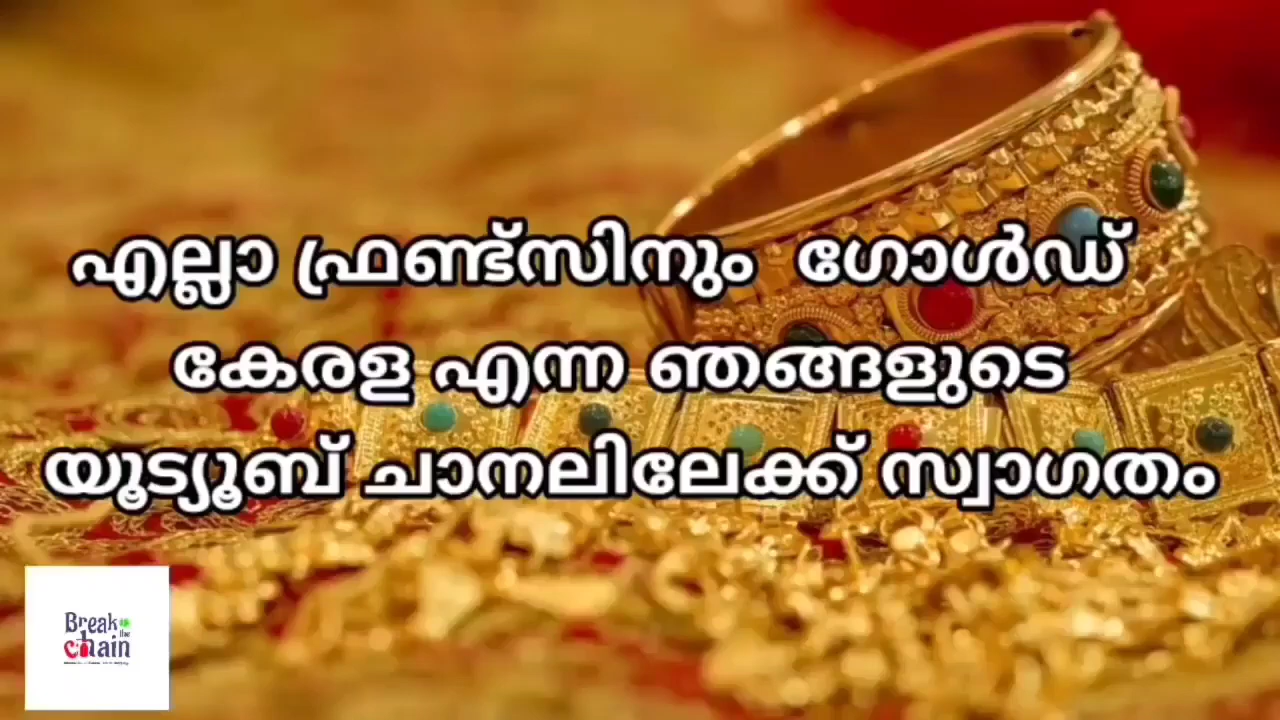 എല്ലാ ഫ്രണ്ട്സിനും ഗോൾഡ്
കേരള എന്ന ഞങ്ങളുടെ
യൂട്യൂബ് ചാനലിലേക്ക് സ്വാഗതം
Break
the
chain